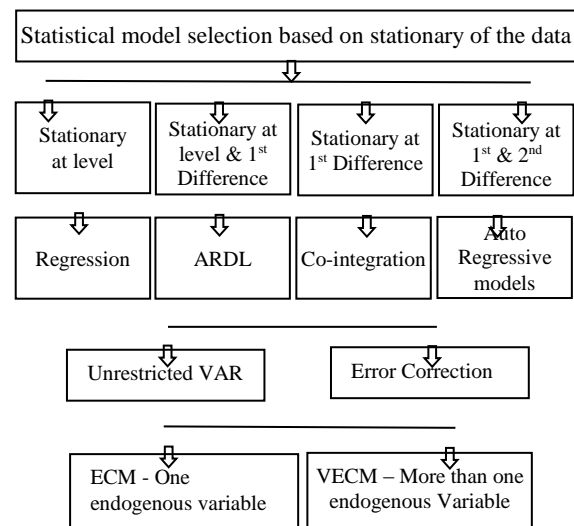 Statistical model selection based on stationary of the data
Stationary
at level
Stationary at
level & 1st
Difference
Stationary at
1st Difference
Stationary at
1st & 2nd
Difference
Regression
ARDL
Co-integration
Auto
Regressive
models
Unrestricted VAR
Error Correction
ECM - One
endogenous variable
VECM – More than one
endogenous Variable